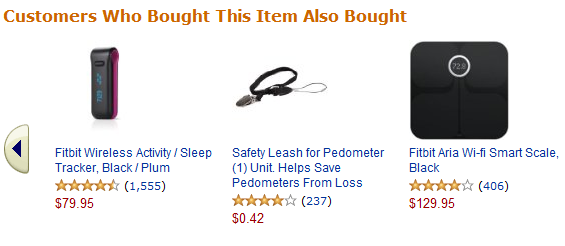 Customers Who Bought This Item Also Bought
72.8
Fitbit Wireless Activity / Sleep
Tracker, Black / Plum
(1,555)
$79.95
Safety Leash for Pedometer
(1) Unit. Helps Save
Pedometers From Loss
(237)
$0.42
Fitbit Aria Wi-fi Smart Scale,
Black
(406)
$129.95